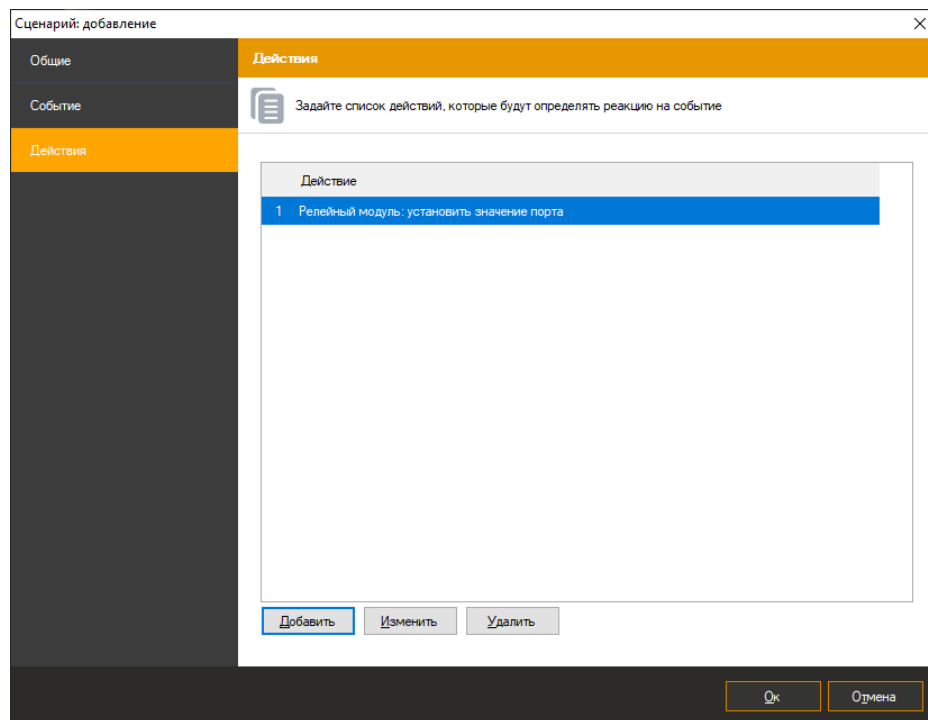 Сценарий: добавление
Общие
Событие
Действия
Действия
Задайте список действий, которые будут определять реакцию на событие
Действие
1 Релейный модуль: установить значение порта
Добавить Изменить Удалить
Ок Отмена